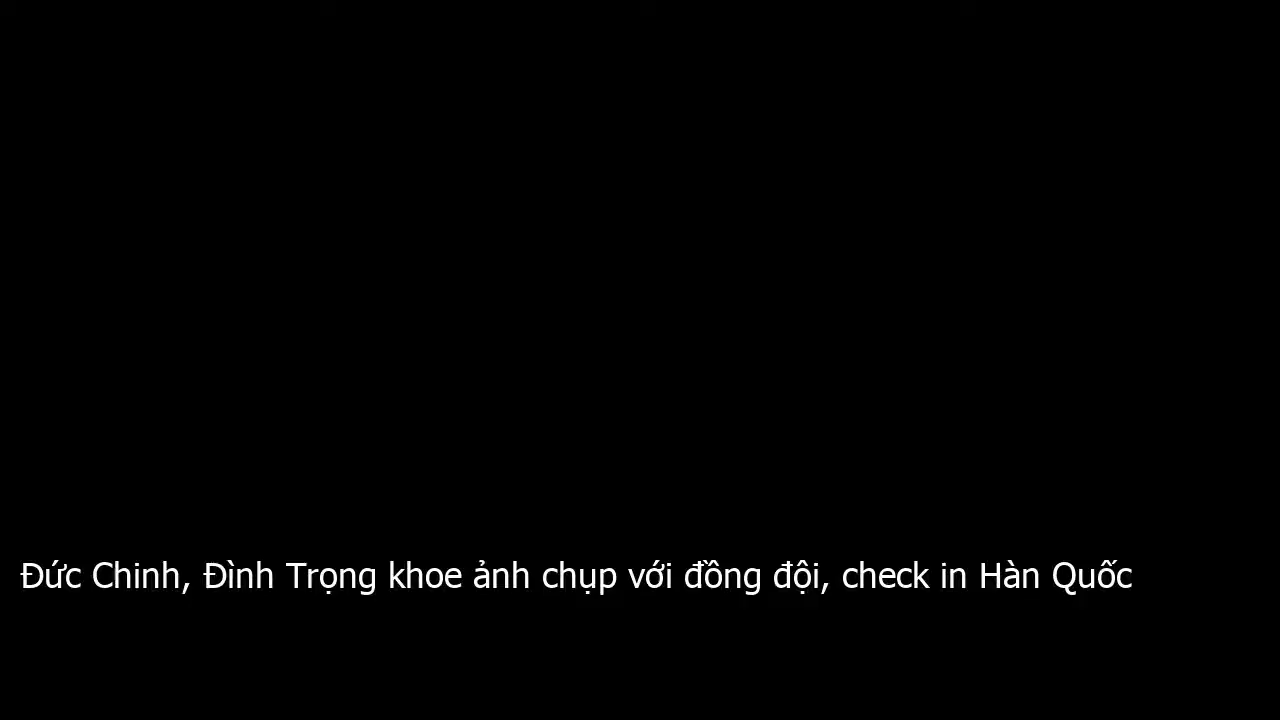 Đức Chinh, Đình Trọng khoe ảnh chụp với đồng đội, check in Hàn Quốc